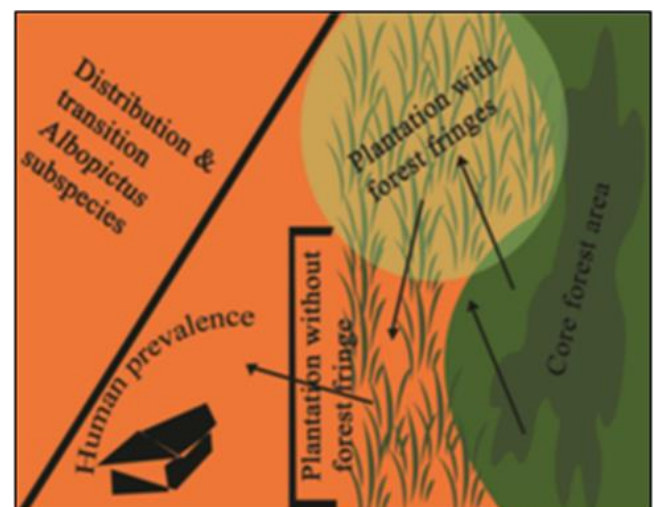 Distribution &
transition
Albopictus
subspecies
Plantation with
forest fringes
Core forest area
Plantation without
forest fringe
Human prevalence